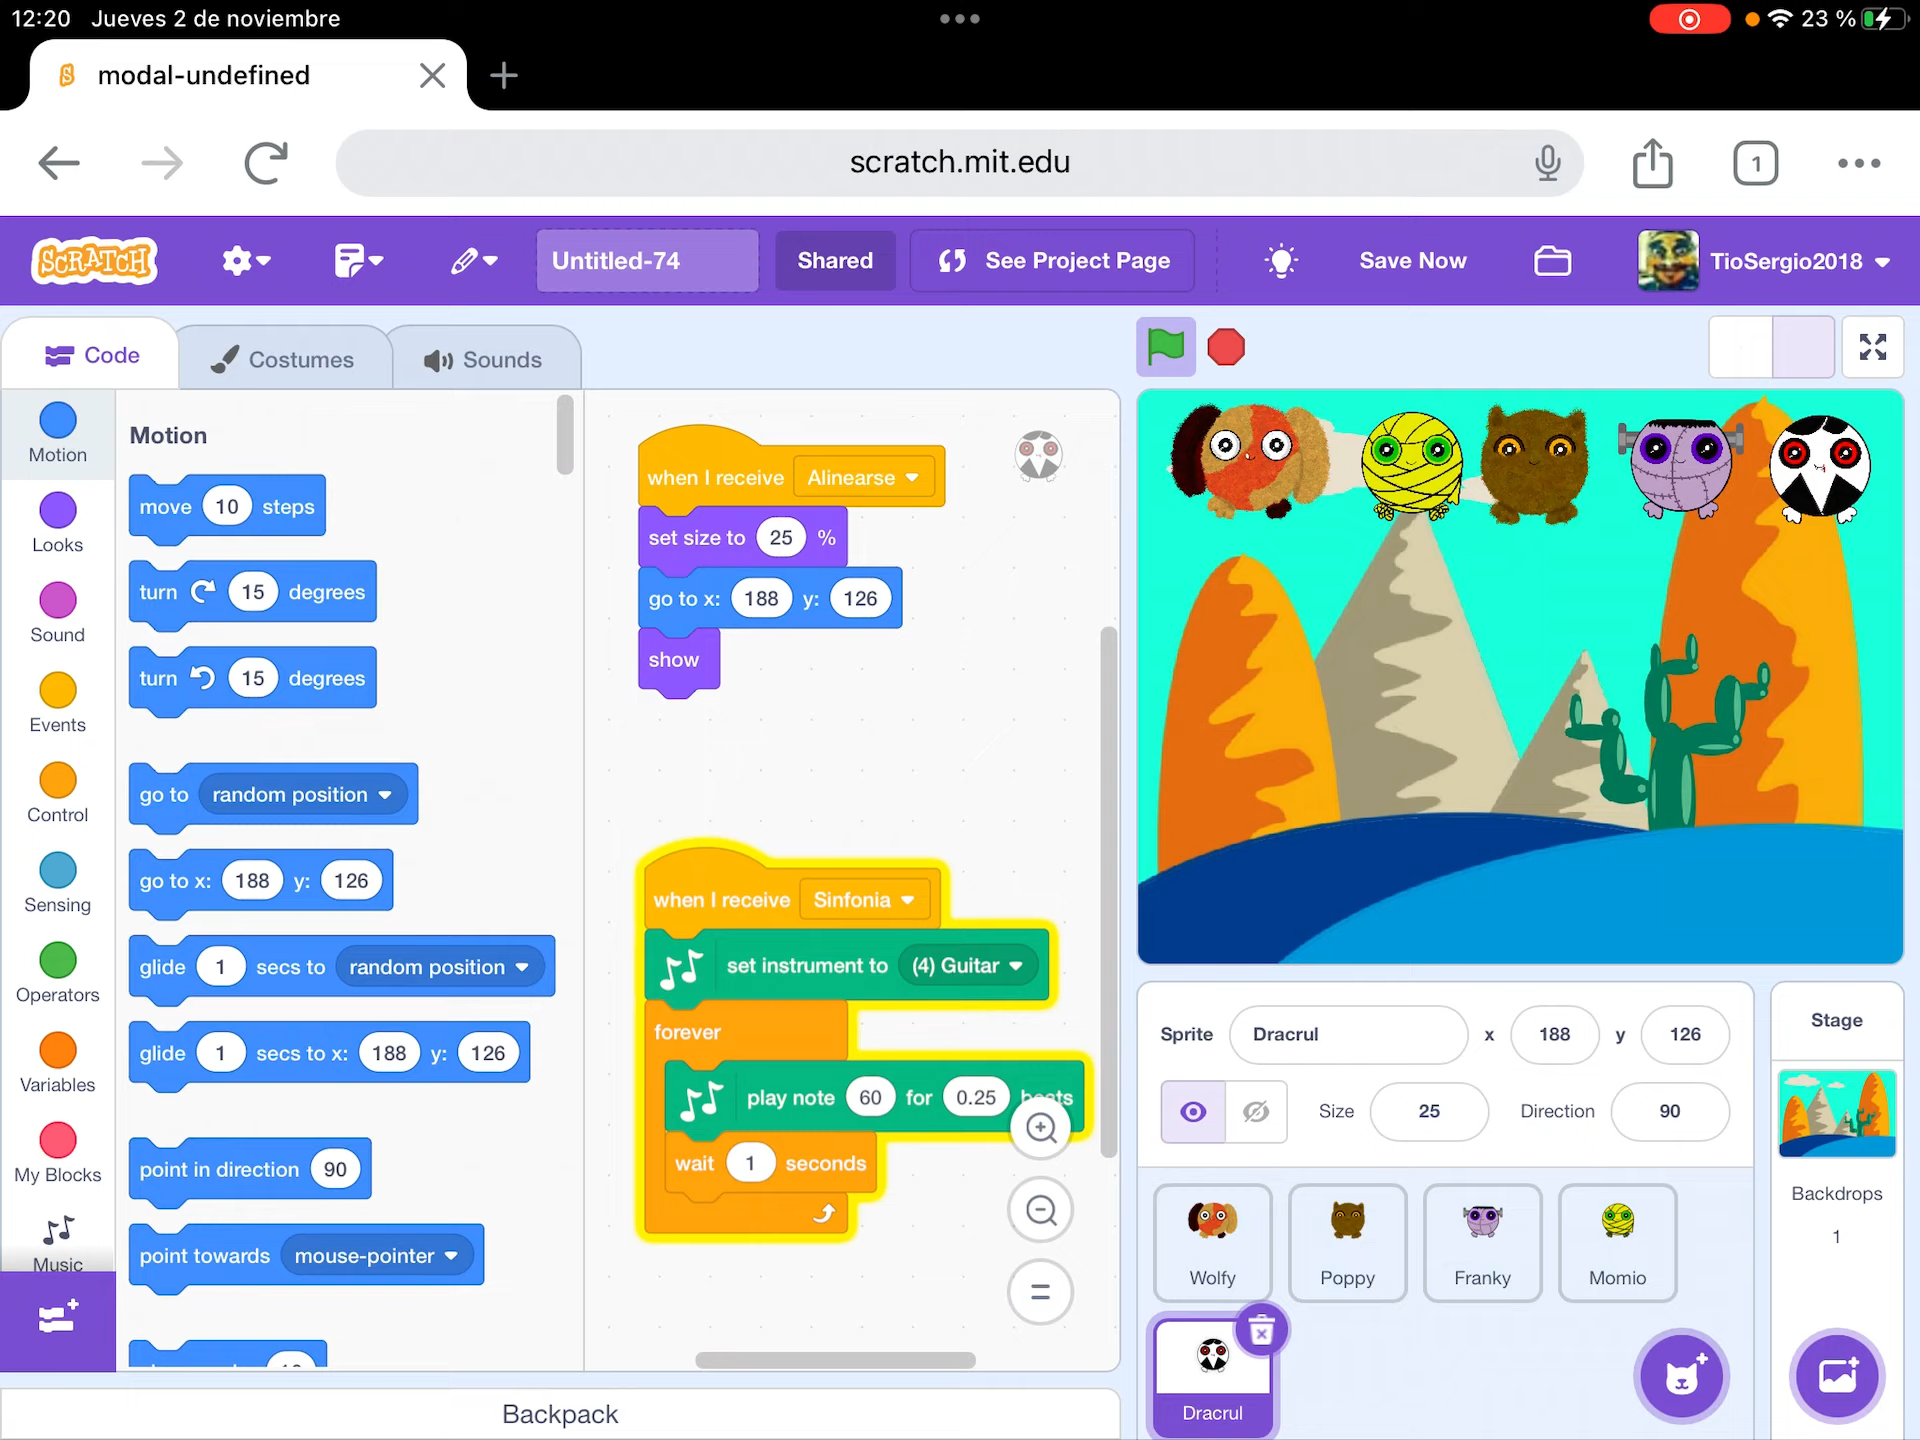 12:20 Jueves 2 de noviembre
23 %
modal-undefined
scratch.mit.edu
1
SCRATCH
Untitled-74
Shared
See Project Page
Save Now
TioSergio2018
Code
Costumes
Sounds
Motion
Looks
Sound
Events
Control
Sensing
Operators
Variables
My Blocks
Music
Motion
move 10 steps
turn 15 degrees
turn 15 degrees
go to random position
go to x: 188 y: 126
glide 1 secs to random position
glide 1 secs to x: 188 y: 126
point in direction 90
point towards mouse-pointer
when I receive Alinearse
set size to 25 %
go to x: 188 y: 126
show
when I receive Sinfonia
set instrument to (4) Guitar
forever
play note 60 for 0.25 beats
wait 1 seconds
Backpack
Sprite Dracrul x 188 y 126
Size 25 Direction 90
Wolfy
Poppy
Franky
Momio
Dracrul
Stage
Backdrops
1